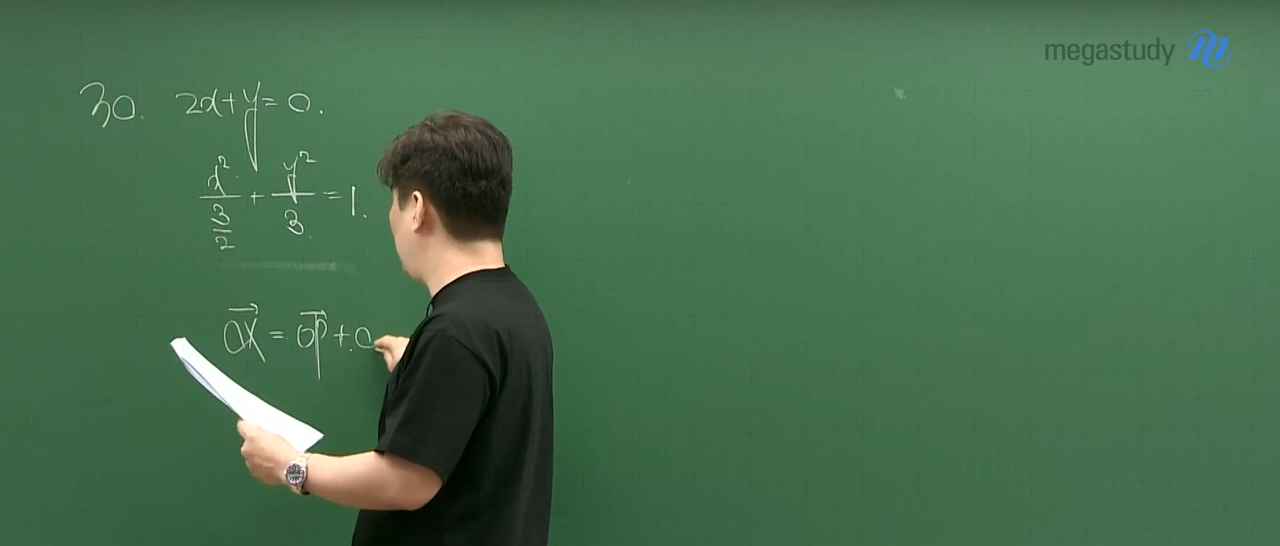 megastudy
30. 2x+y=0.
x²/(3/2) + y²/3 = 1.
OX→ = OP→ + O